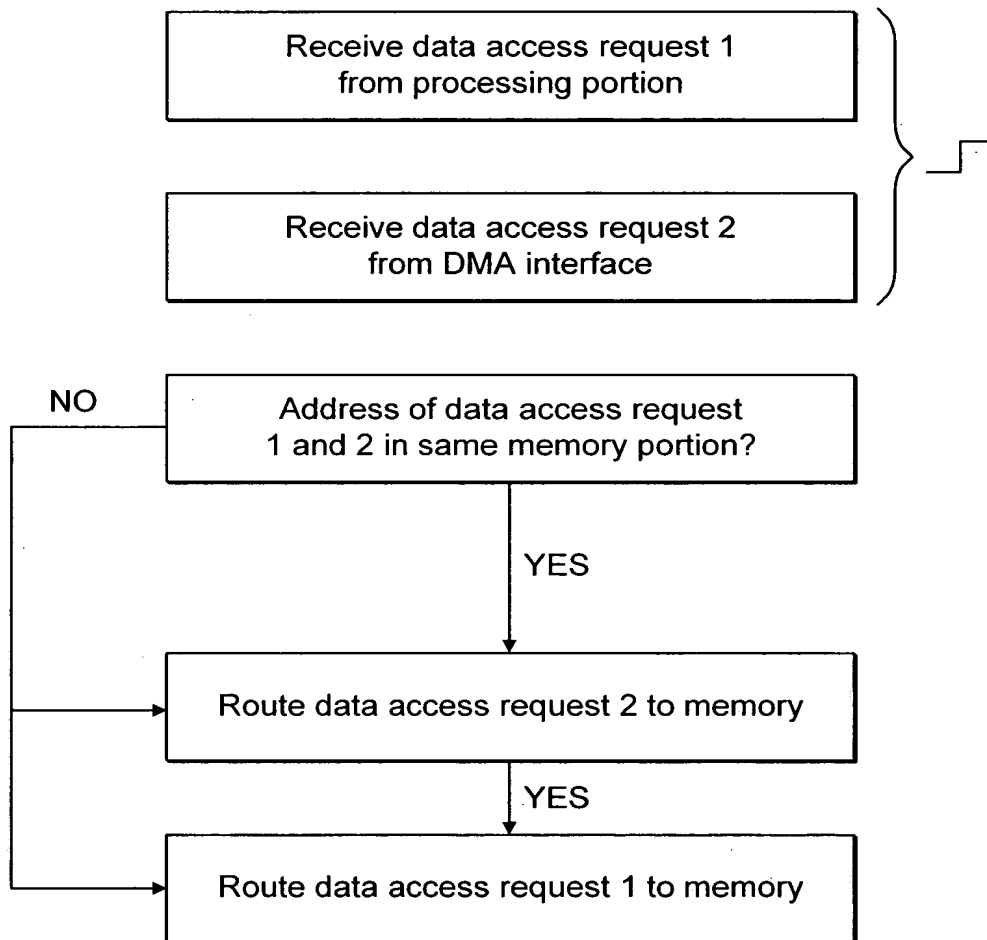 Receive data access request 1
from processing portion
Receive data access request 2
from DMA interface
NO
Address of data access request
1 and 2 in same memory portion?
YES
Route data access request 2 to memory
YES
Route data access request 1 to memory